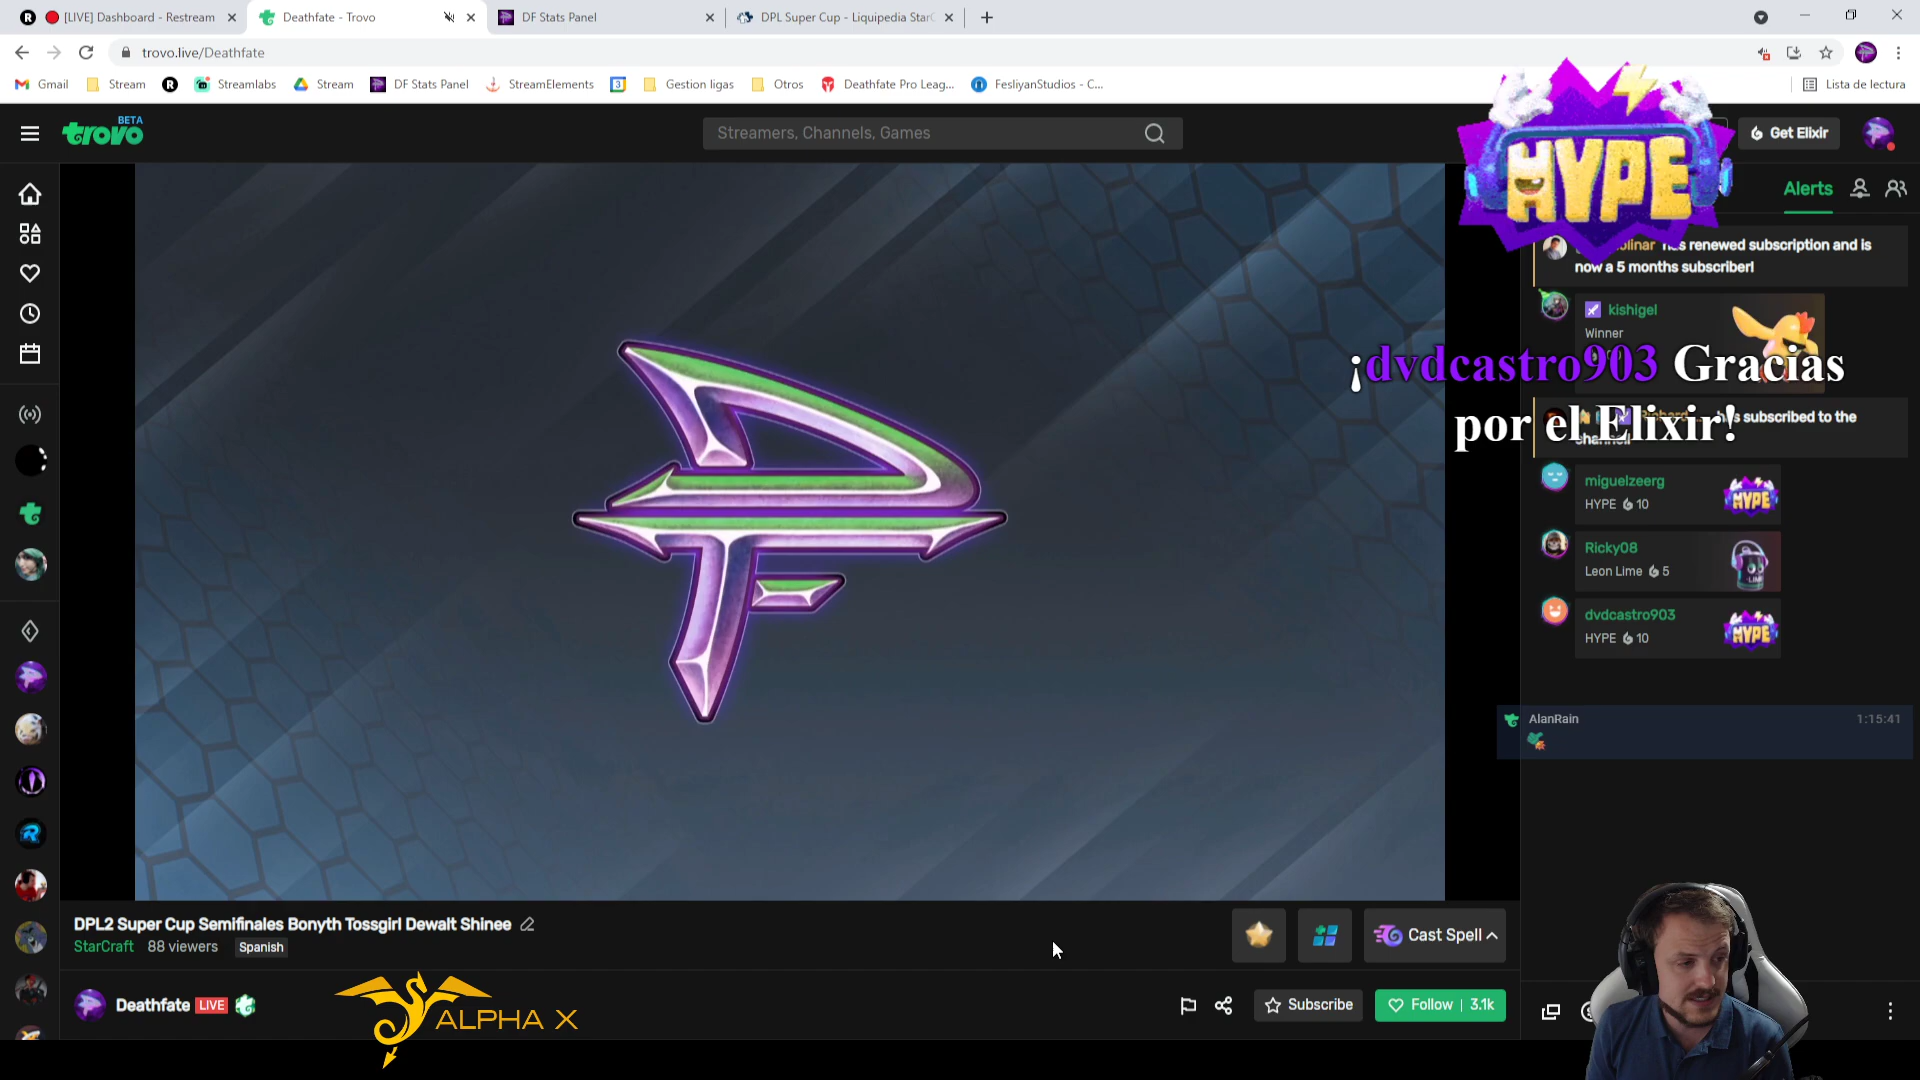 [LIVE] Dashboard - Restream
Deathfate - Trovo
DF Stats Panel
DPL Super Cup - Liquipedia Star
trovo.live/Deathfate
Gmail
Stream
Streamlabs
Stream
DF Stats Panel
StreamElements
3
Gestion ligas
Otros
Deathfate Pro Leag...
FesliyanStudios - C...
Lista de lectura
trovo
BETA
Streamers, Channels, Games
Get Elixir
HYPE
Alerts
has renewed subscription and is
now a 5 months subscriber!
kishigel
Winner
¡dvdcastro903 Gracias
por el Elixir!
has subscribed to the
channel!
miguelzeerg
HYPE 10
HYPE
Ricky08
Leon Lime 5
dvdcastro903
HYPE 10
HYPE
AlanRain
1:15:41
DPL2 Super Cup Semifinales Bonyth Tossgirl Dewalt Shinee
StarCraft 88 viewers Spanish
Cast Spell
Deathfate LIVE
ALPHA X
Subscribe
Follow | 3.1k